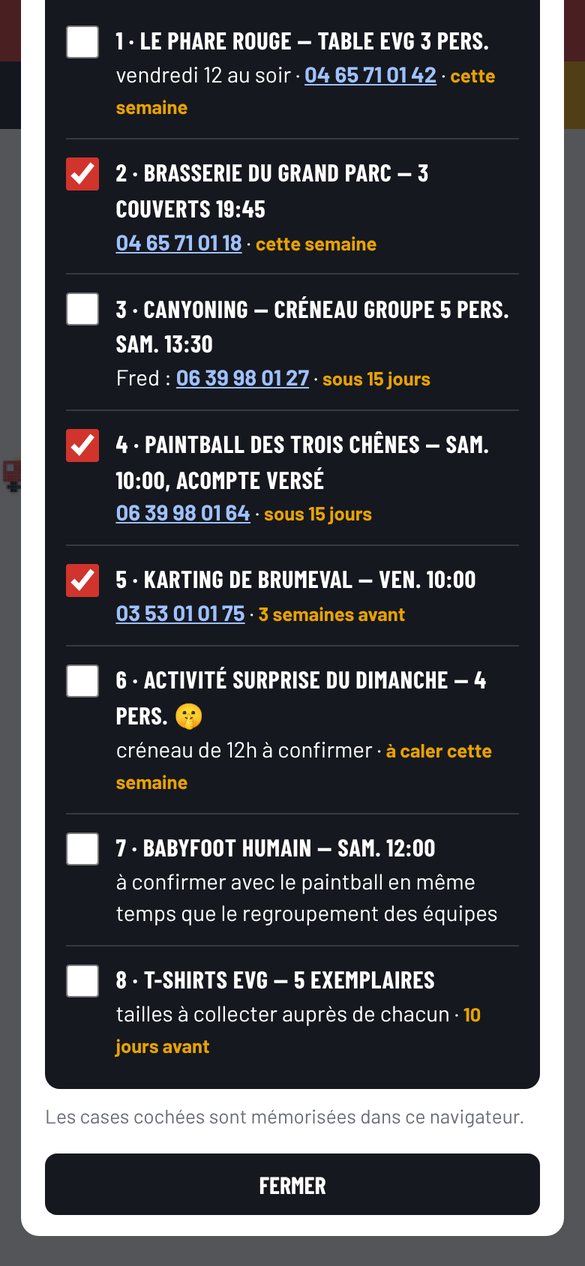 1 · LE PHARE ROUGE – TABLE EVG 3 PERS.
vendredi 12 au soir · 04 65 71 01 42 · cette
semaine
2 · BRASSERIE DU GRAND PARC – 3
COUVERTS 19:45
04 65 71 01 18 · cette semaine
3 · CANYONING – CRÉNEAU GROUPE 5 PERS.
SAM. 13:30
Fred : 06 39 98 01 27 · sous 15 jours
4 · PAINTBALL DES TROIS CHÊNES – SAM.
10:00, ACOMPTE VERSÉ
06 39 98 01 64 · sous 15 jours
5 · KARTING DE BRUMEVAL – VEN. 10:00
03 53 01 01 75 · 3 semaines avant
6 · ACTIVITÉ SURPRISE DU DIMANCHE – 4
PERS. 🤫
créneau de 12h à confirmer · à caler cette
semaine
7 · BABYFOOT HUMAIN – SAM. 12:00
à confirmer avec le paintball en même
temps que le regroupement des équipes
8 · T-SHIRTS EVG – 5 EXEMPLAIRES
tailles à collecter auprès de chacun · 10
jours avant
Les cases cochées sont mémorisées dans ce navigateur.
FERMER